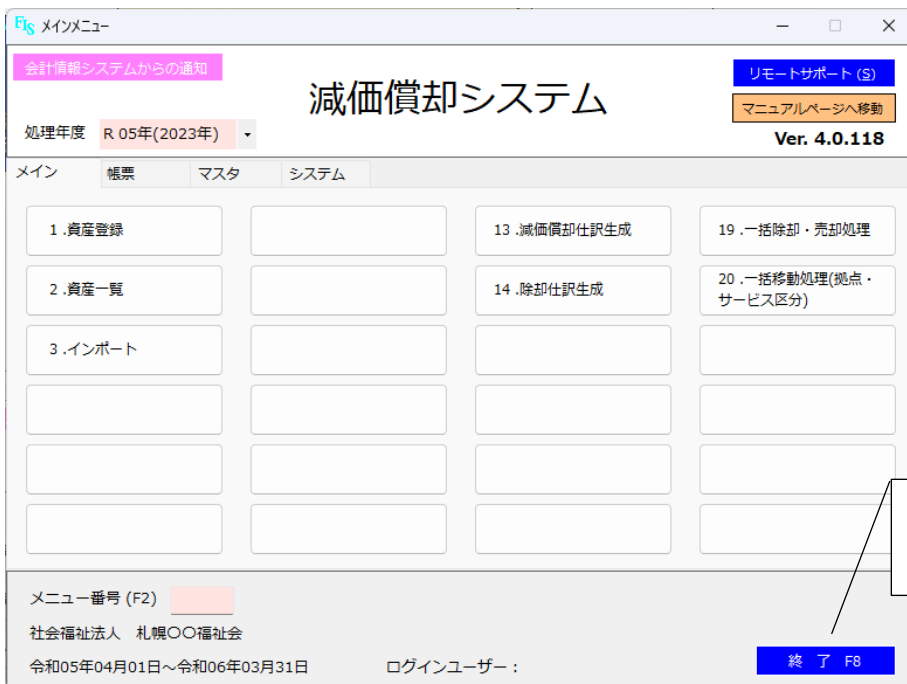 FIS メインメニュー
会計情報システムからの通知
減価償却システム
リモートサポート (S)
マニュアルページへ移動
処理年度 R 05年(2023年)
Ver. 4.0.118
メイン 帳票 マスタ システム
1 .資産登録
13 .減価償却仕訳生成
19 .一括除却・売却処理
2 .資産一覧
14 .除却仕訳生成
20 .一括移動処理(拠点・
サービス区分)
3 .インポート
メニュー番号 (F2)
社会福祉法人 札幌〇〇福祉会
令和05年04月01日～令和06年03月31日
ログインユーザー :
終 了 F8